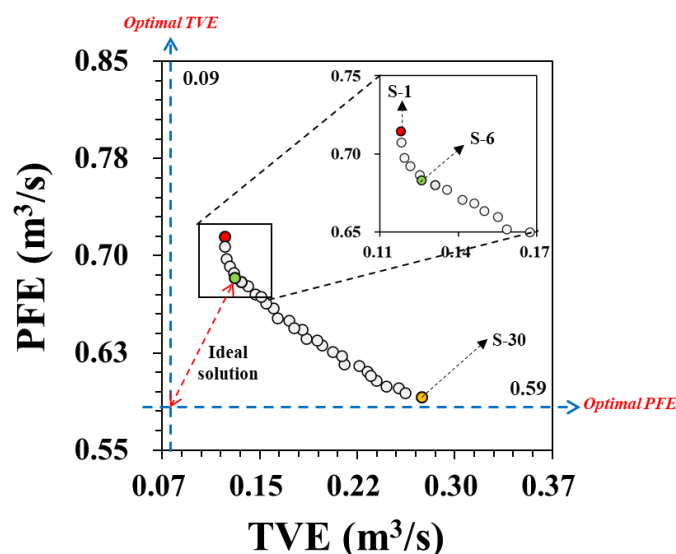 Optimal TVE
0.85
0.78
0.70
0.63
0.55
PFE (m³/s)
0.09
0.75
0.70
0.65
S-1
S-6
0.11
0.14
0.17
Ideal
solution
S-30
0.59
Optimal PFE
0.07
0.15
0.22
0.30
0.37
TVE (m³/s)